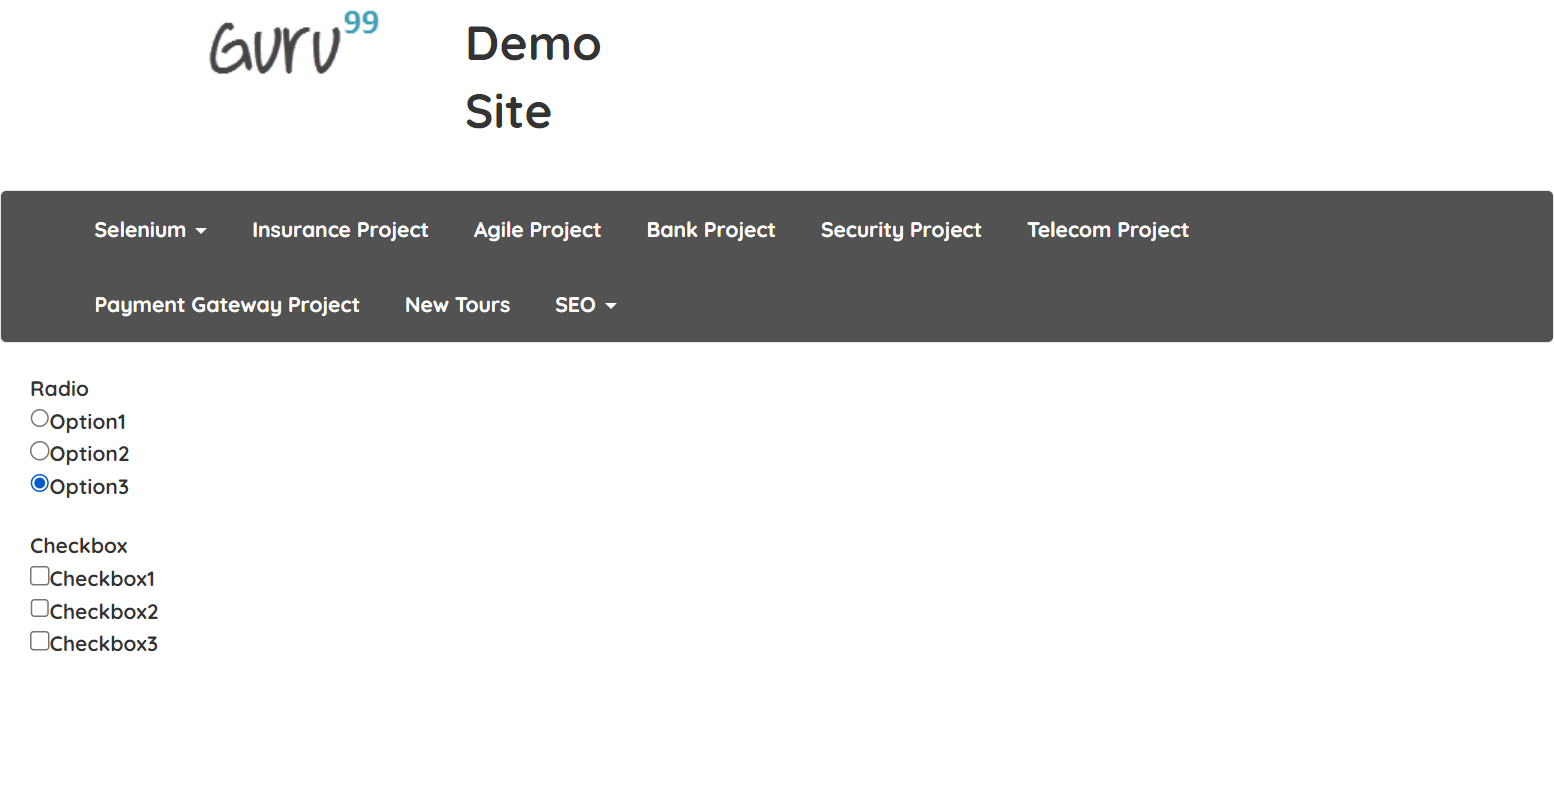 Guru99
Demo
Site
Selenium Insurance Project Agile Project Bank Project Security Project Telecom Project
Payment Gateway Project New Tours SEO
Radio
Option1
Option2
Option3
Checkbox
Checkbox1
Checkbox2
Checkbox3